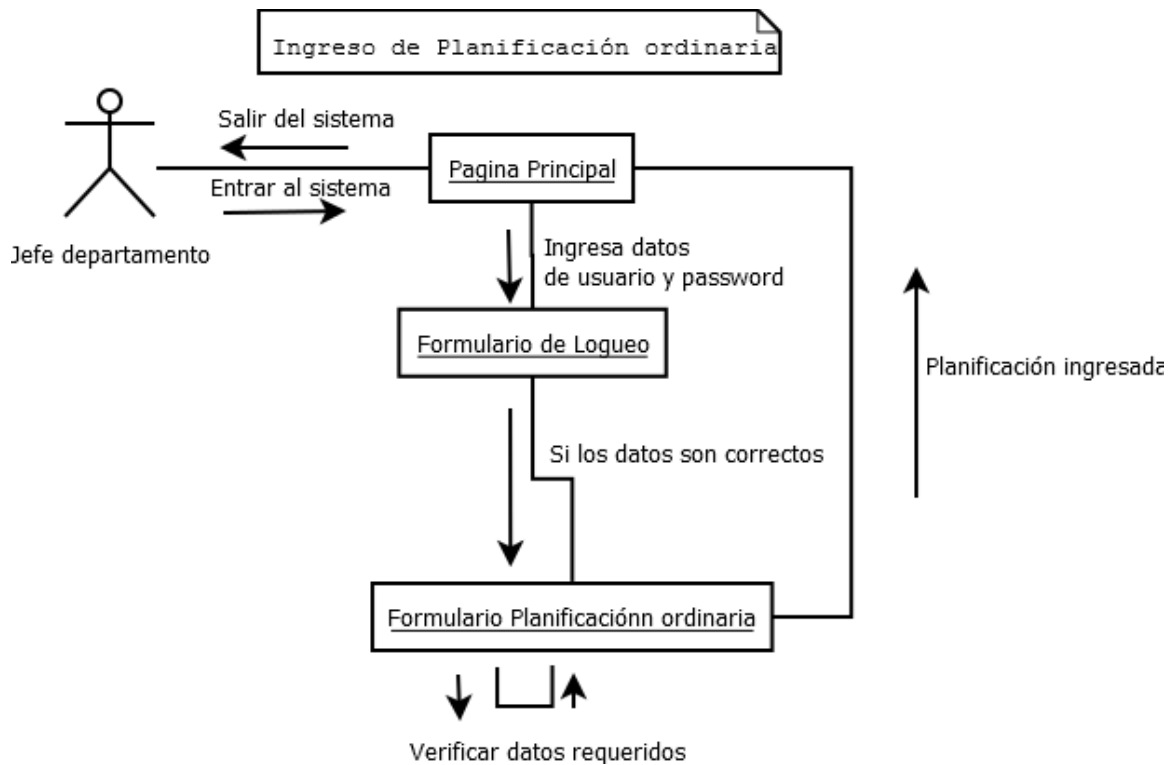 Ingreso de Planificación ordinaria
Salir del sistema
Pagina Principal
Entrar al sistema
Jefe departamento
Ingresa datos
de usuario y password
Formulario de Logueo
Planificación ingresada
Si los datos son correctos
Formulario Planificaciónn ordinaria
Verificar datos requeridos